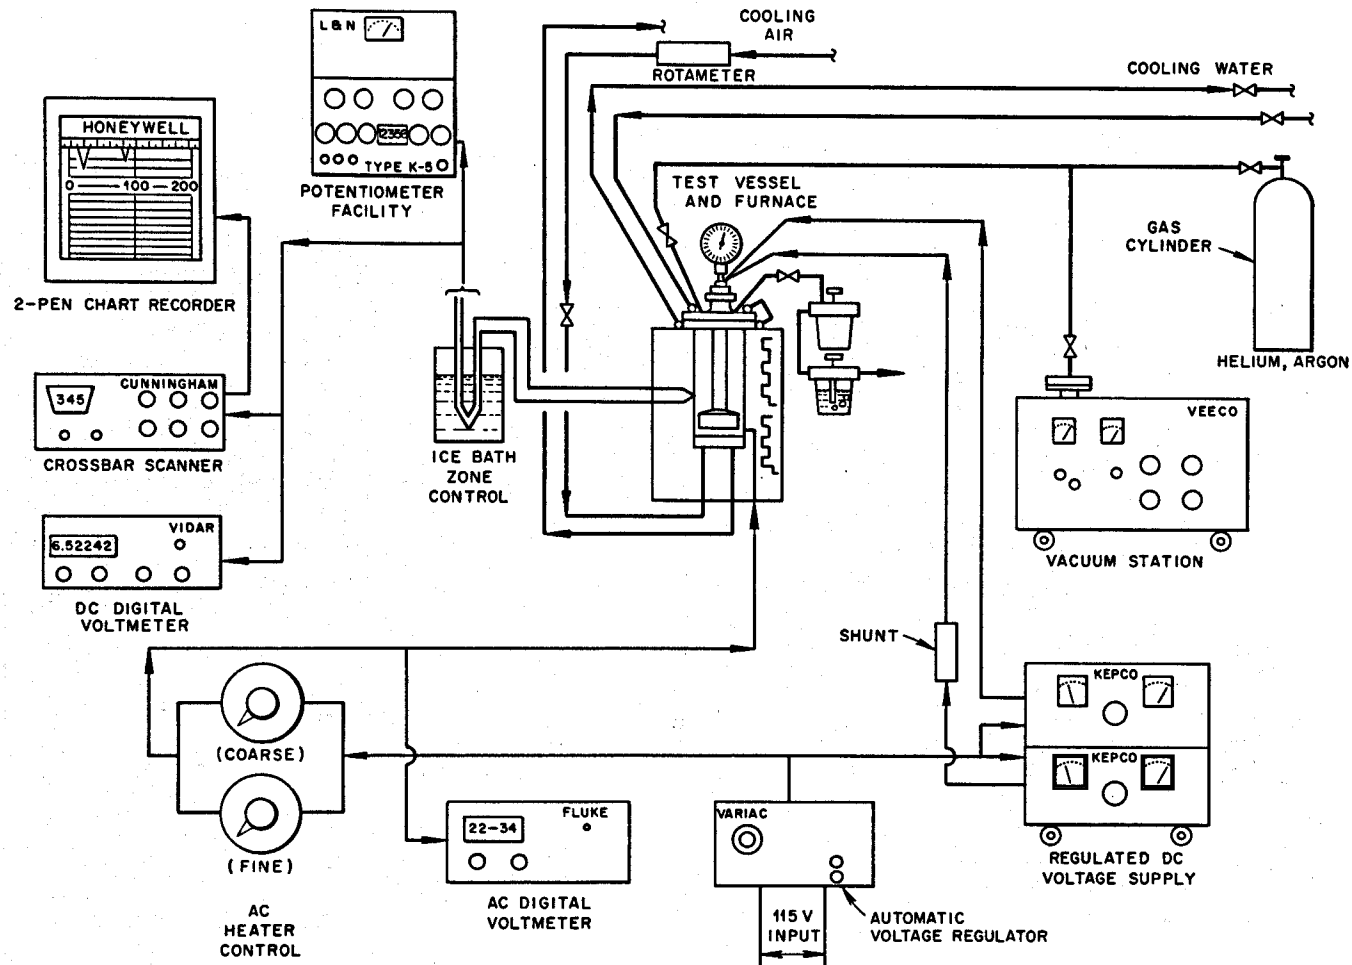 L & N
TYPE K-5
12358
POTENTIOMETER
FACILITY
COOLING
AIR
ROTAMETER
COOLING WATER
HONEYWELL
0 — 100 — 200
2-PEN CHART RECORDER
TEST VESSEL
AND FURNACE
GAS
CYLINDER
HELIUM, ARGON
CUNNINGHAM
345
CROSSBAR SCANNER
ICE BATH
ZONE
CONTROL
VEECO
VACUUM STATION
VIDAR
6.52242
DC DIGITAL
VOLTMETER
SHUNT
KEPCO
KEPCO
REGULATED DC
VOLTAGE SUPPLY
(COARSE)
(FINE)
AC
HEATER
CONTROL
FLUKE
22-34
AC DIGITAL
VOLTMETER
VARIAC
115 V
INPUT
AUTOMATIC
VOLTAGE REGULATOR